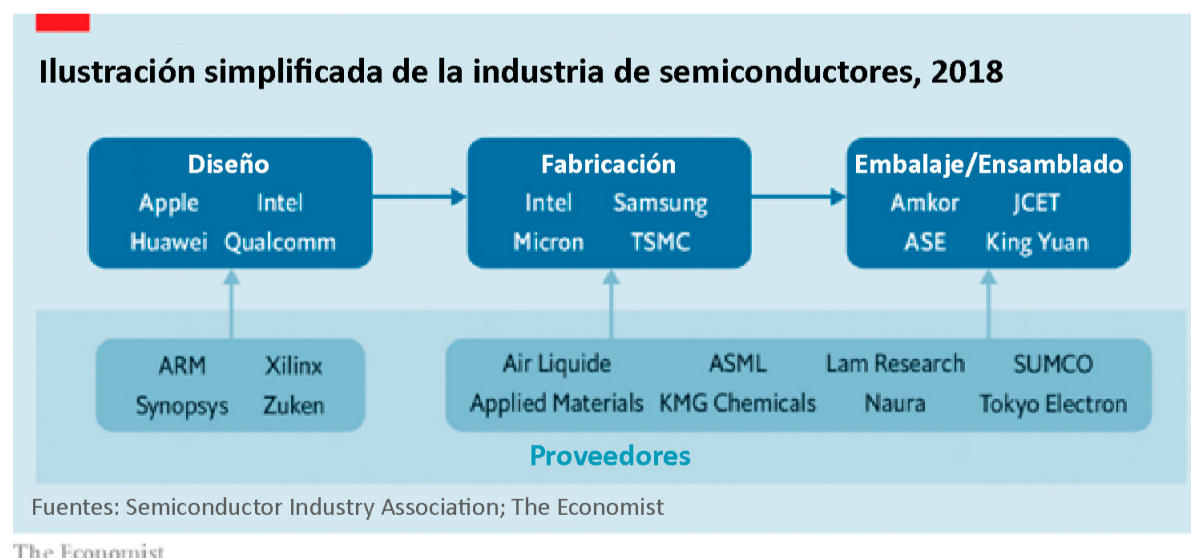 Ilustración simplificada de la industria de semiconductores, 2018
Diseño
Apple Intel
Huawei Qualcomm
Fabricación
Intel Samsung
Micron TSMC
Embalaje/Ensamblado
Amkor JCET
ASE King Yuan
ARM Xilinx
Synopsys Zuken
Air Liquide ASML Lam Research SUMCO
Applied Materials KMG Chemicals Naura Tokyo Electron
Proveedores
Fuentes: Semiconductor Industry Association; The Economist
The Economist